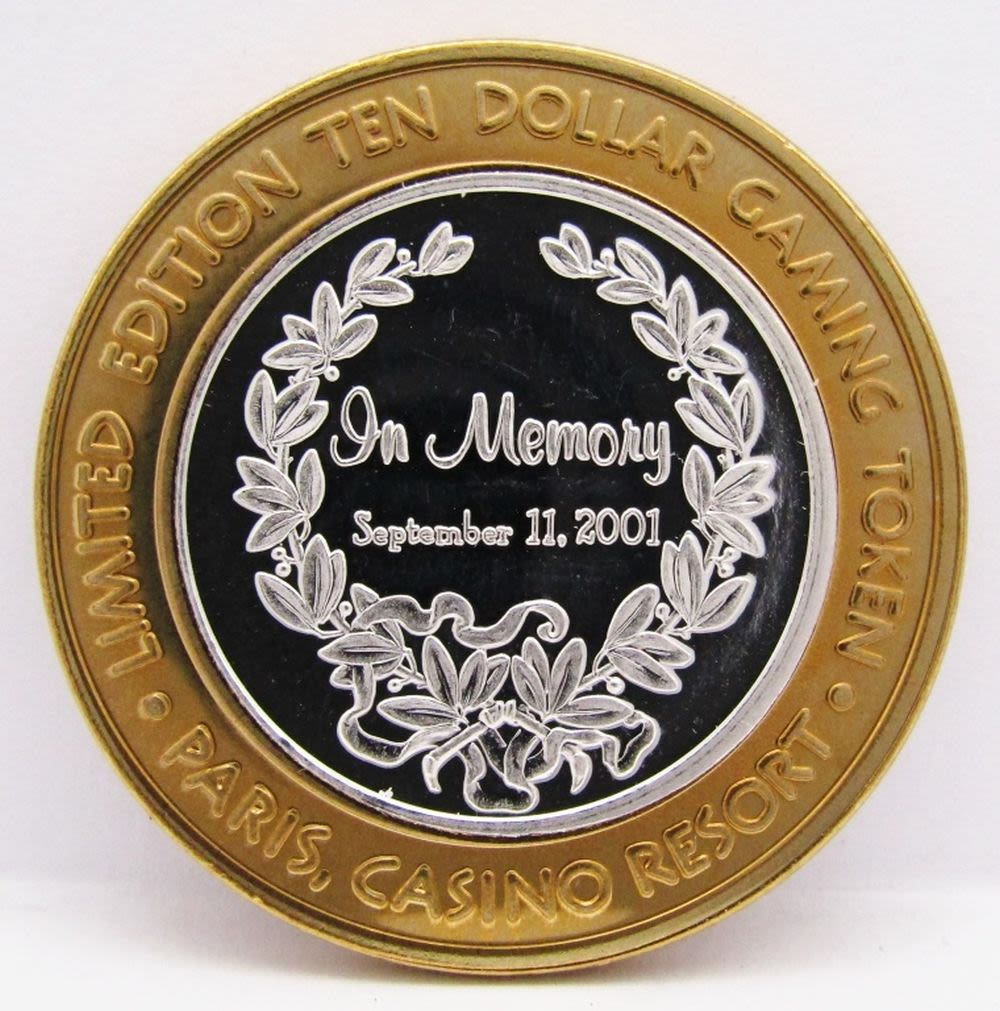 LIMITED EDITION TEN DOLLAR GAMING TOKEN
In Memory
September 11, 2001
• PARIS, CASINO RESORT •